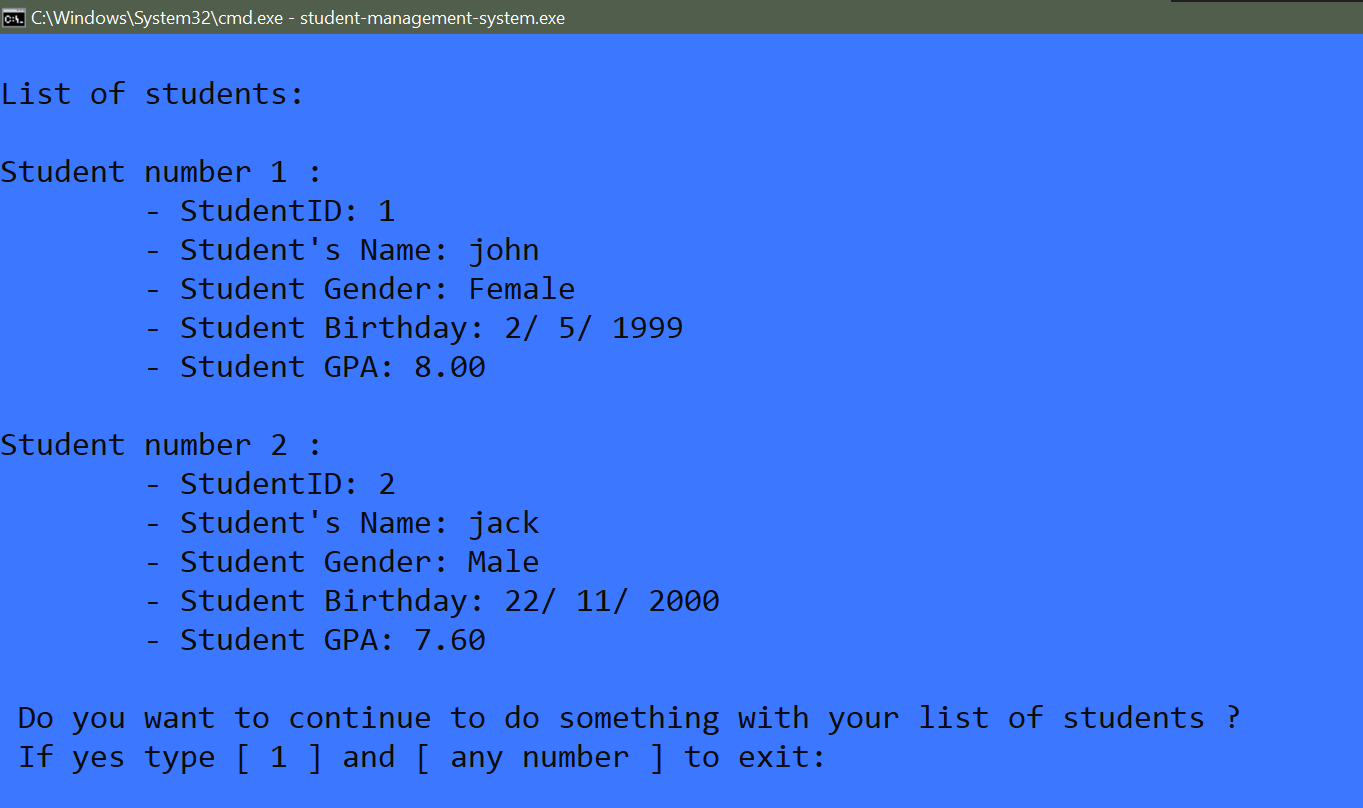 C:\Windows\System32\cmd.exe - student-management-system.exe
List of students:
Student number 1 :
- StudentID: 1
- Student's Name: john
- Student Gender: Female
- Student Birthday: 2/ 5/ 1999
- Student GPA: 8.00
Student number 2 :
- StudentID: 2
- Student's Name: jack
- Student Gender: Male
- Student Birthday: 22/ 11/ 2000
- Student GPA: 7.60
Do you want to continue to do something with your list of students ?
If yes type [ 1 ] and [ any number ] to exit: